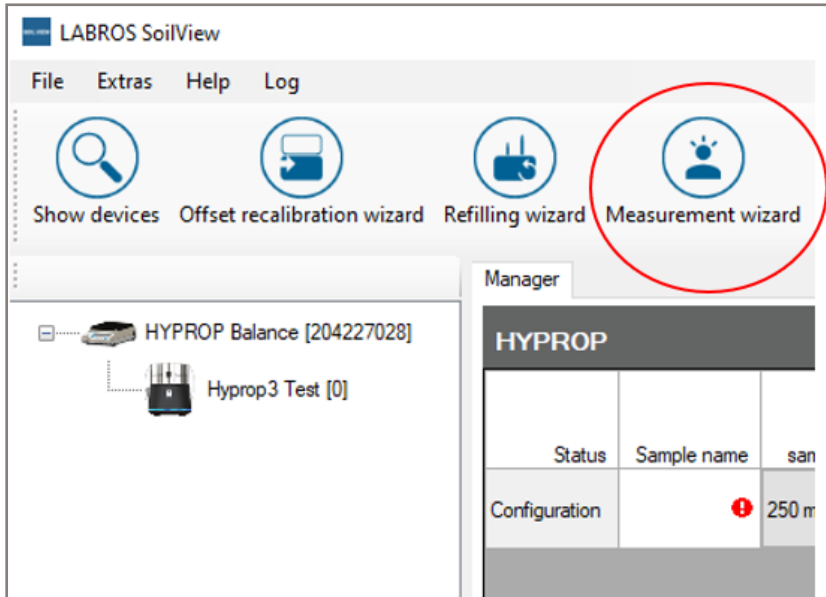 LABROS SoilView
File Extras Help Log
Show devices Offset recalibration wizard Refilling wizard Measurement wizard
Manager
HYPROP Balance [204227028]
HYPROP
Hyprop3 Test [0]
Status Sample name sam
Configuration 250 m